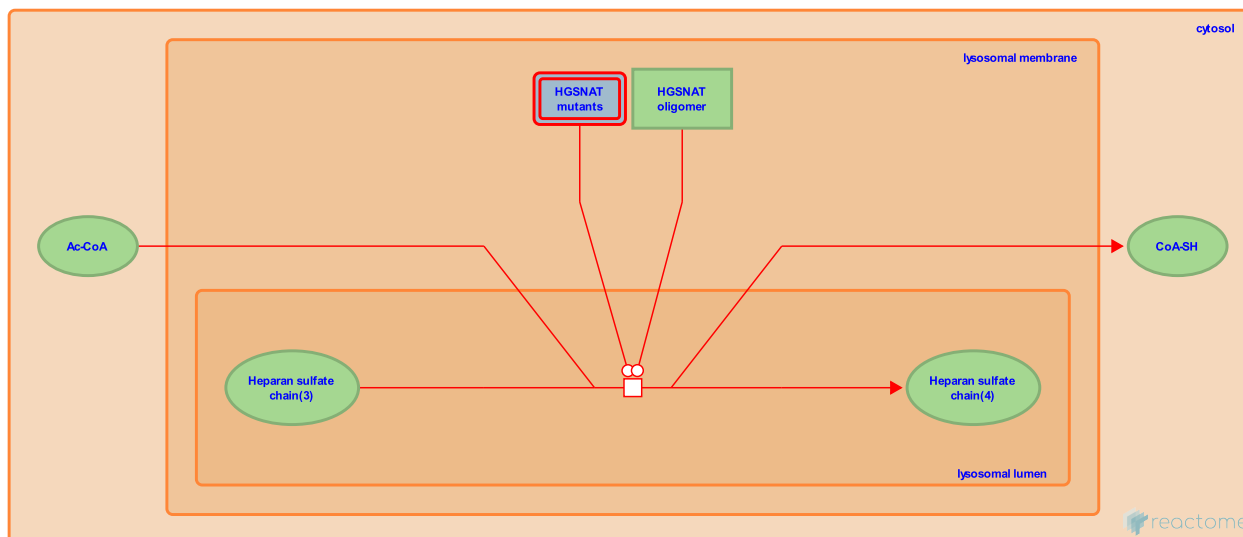 cytosol
lysosomal membrane
HGSNAT
mutants
HGSNAT
oligomer
Ac-CoA
CoA-SH
Heparan sulfate
chain(3)
Heparan sulfate
chain(4)
lysosomal lumen
reactome